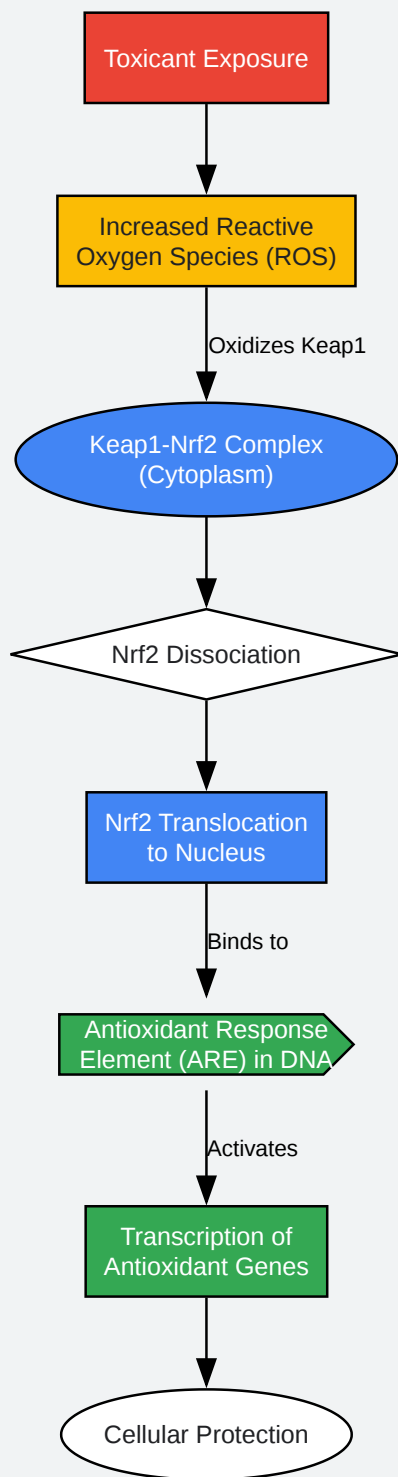 Toxicant Exposure
Increased Reactive
Oxygen Species (ROS)
Oxidizes Keap1
Keap1-Nrf2 Complex
(Cytoplasm)
Nrf2 Dissociation
Nrf2 Translocation
to Nucleus
Binds to
Antioxidant Response
Element (ARE) in DNA
Activates
Transcription of
Antioxidant Genes
Cellular Protection